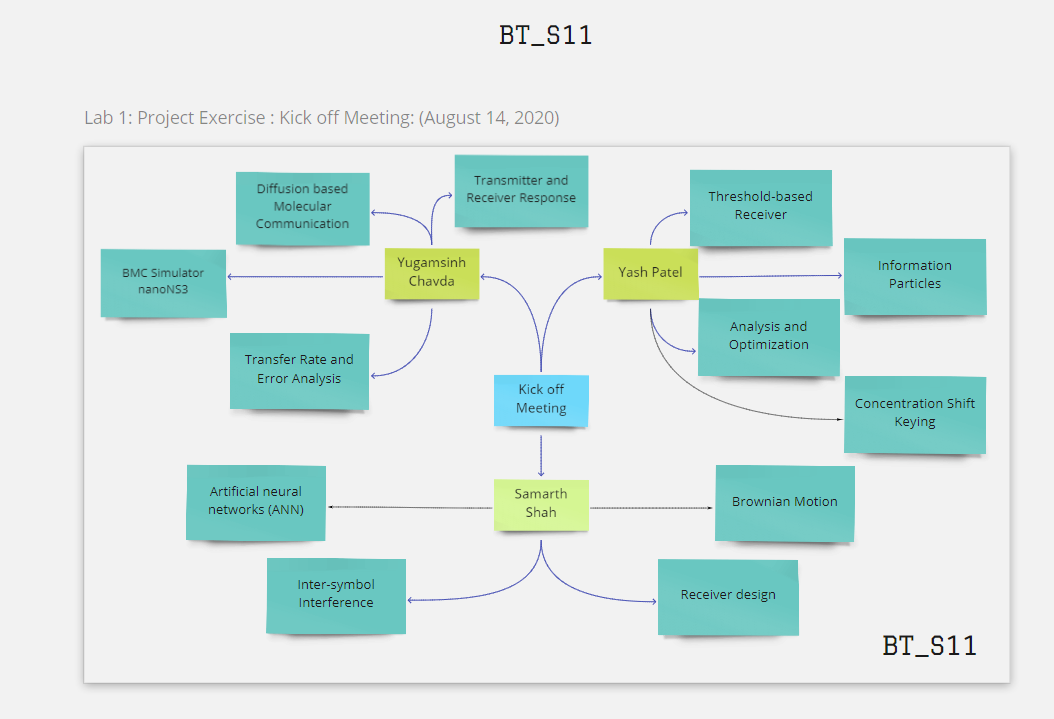 BT_S11
Lab 1: Project Exercise : Kick off Meeting: (August 14, 2020)
Diffusion based
Molecular
Communication
Transmitter and
Receiver Response
Threshold-based
Receiver
BMC Simulator
nanoNS3
Yugamsinh
Chavda
Yash Patel
Information
Particles
Transfer Rate and
Error Analysis
Analysis and
Optimization
Kick off
Meeting
Concentration Shift
Keying
Artificial neural
networks (ANN)
Samarth
Shah
Brownian Motion
Inter-symbol
Interference
Receiver design
BT_S11